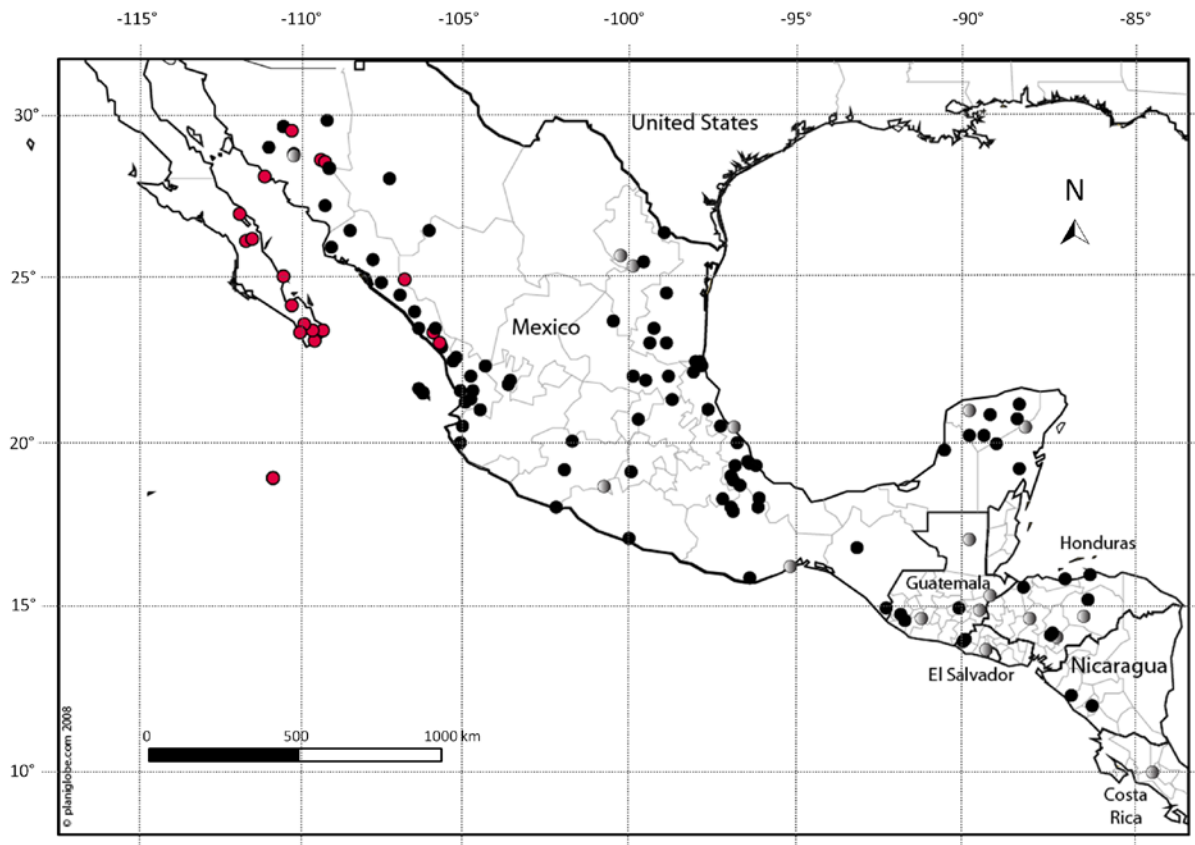 -115° -110° -105° -100° -95° -90° -85°
30°
25°
20°
15°
10°
United States
N
Mexico
Honduras
Guatemala
El Salvador
Nicaragua
Costa
Rica
0 500 1000 km
© planiglobe.com 2008